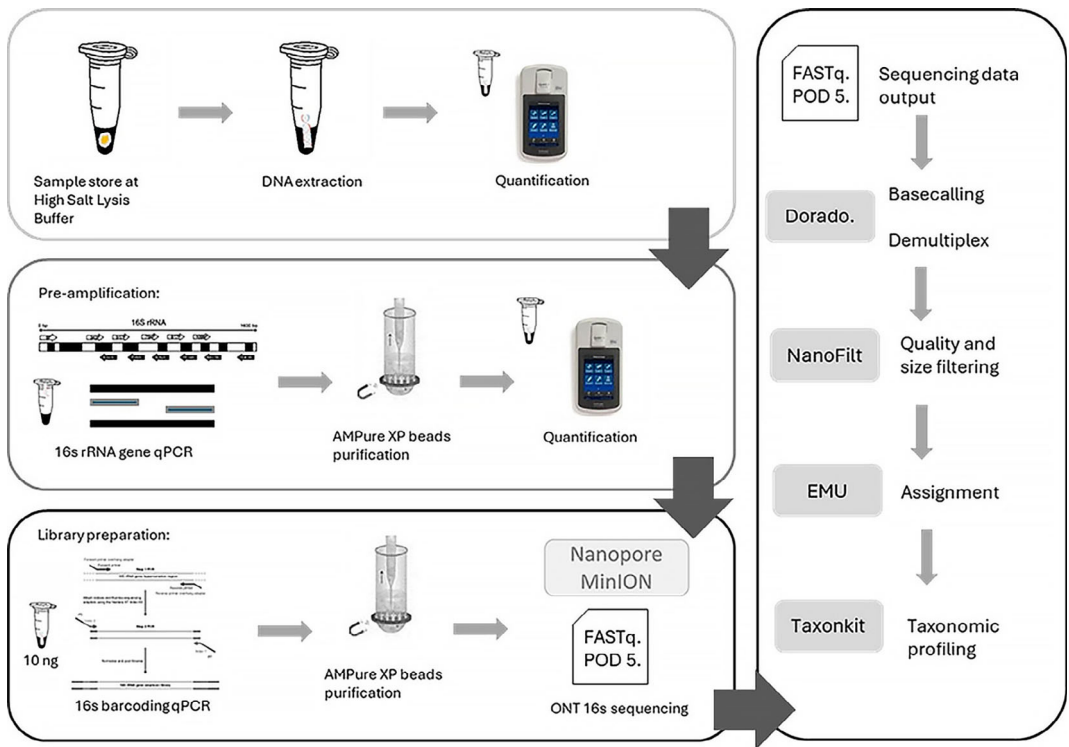 Sample store at
High Salt Lysis
Buffer
DNA extraction
Quantification
Pre-amplification:
16S rRNA
16s rRNA gene qPCR
AMPure XP beads
purification
Quantification
Library preparation:
10 ng
16s barcoding qPCR
AMPure XP beads
purification
Nanopore
MinION
FASTq.
POD 5.
ONT 16s sequencing
FASTq.
POD 5.
Sequencing data
output
Dorado.
Basecalling
Demultiplex
NanoFilt
Quality and
size filtering
EMU
Assignment
Taxonkit
Taxonomic
profiling